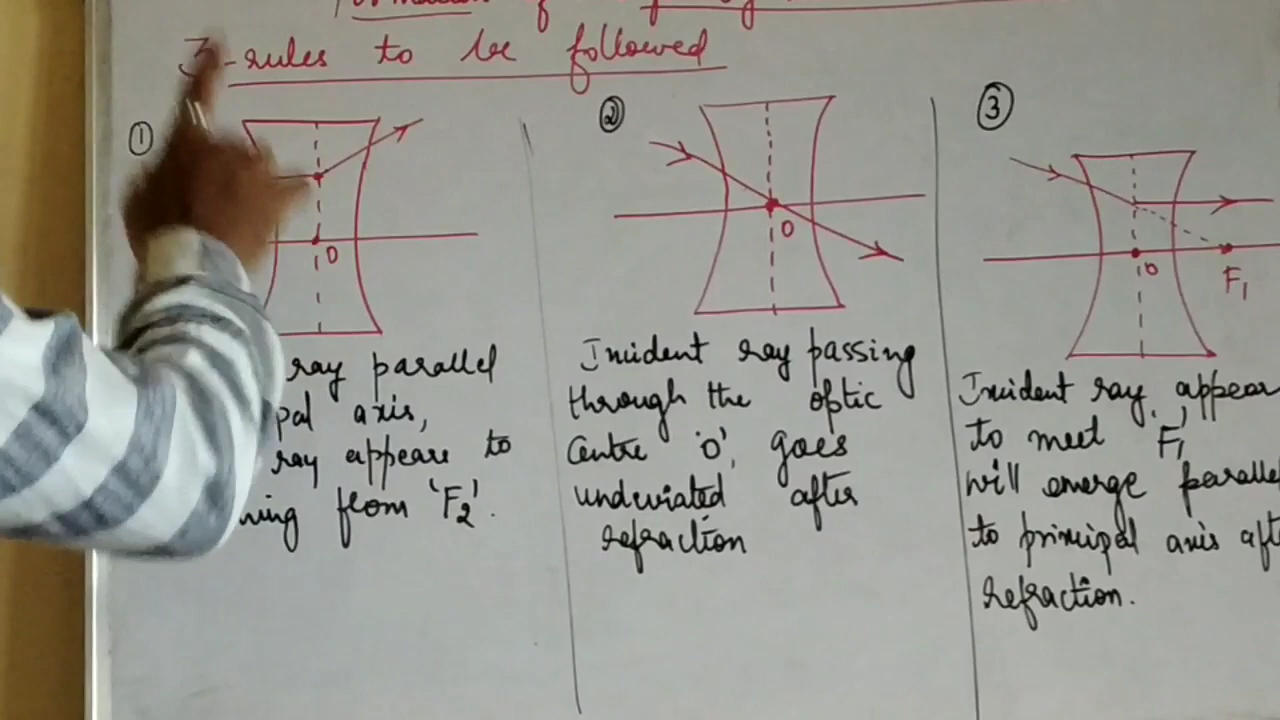 3-rules to be followed
①
O
ray parallel
pal axis,
ray appears to
ing from 'F₂'.
②
O
Incident ray passing
through the optic
Centre 'O', goes
undeviated after
refraction
③
O
F₁
Incident ray, appear
to meet 'F₁'
will emerge parallel
to principal axis aft
refraction.